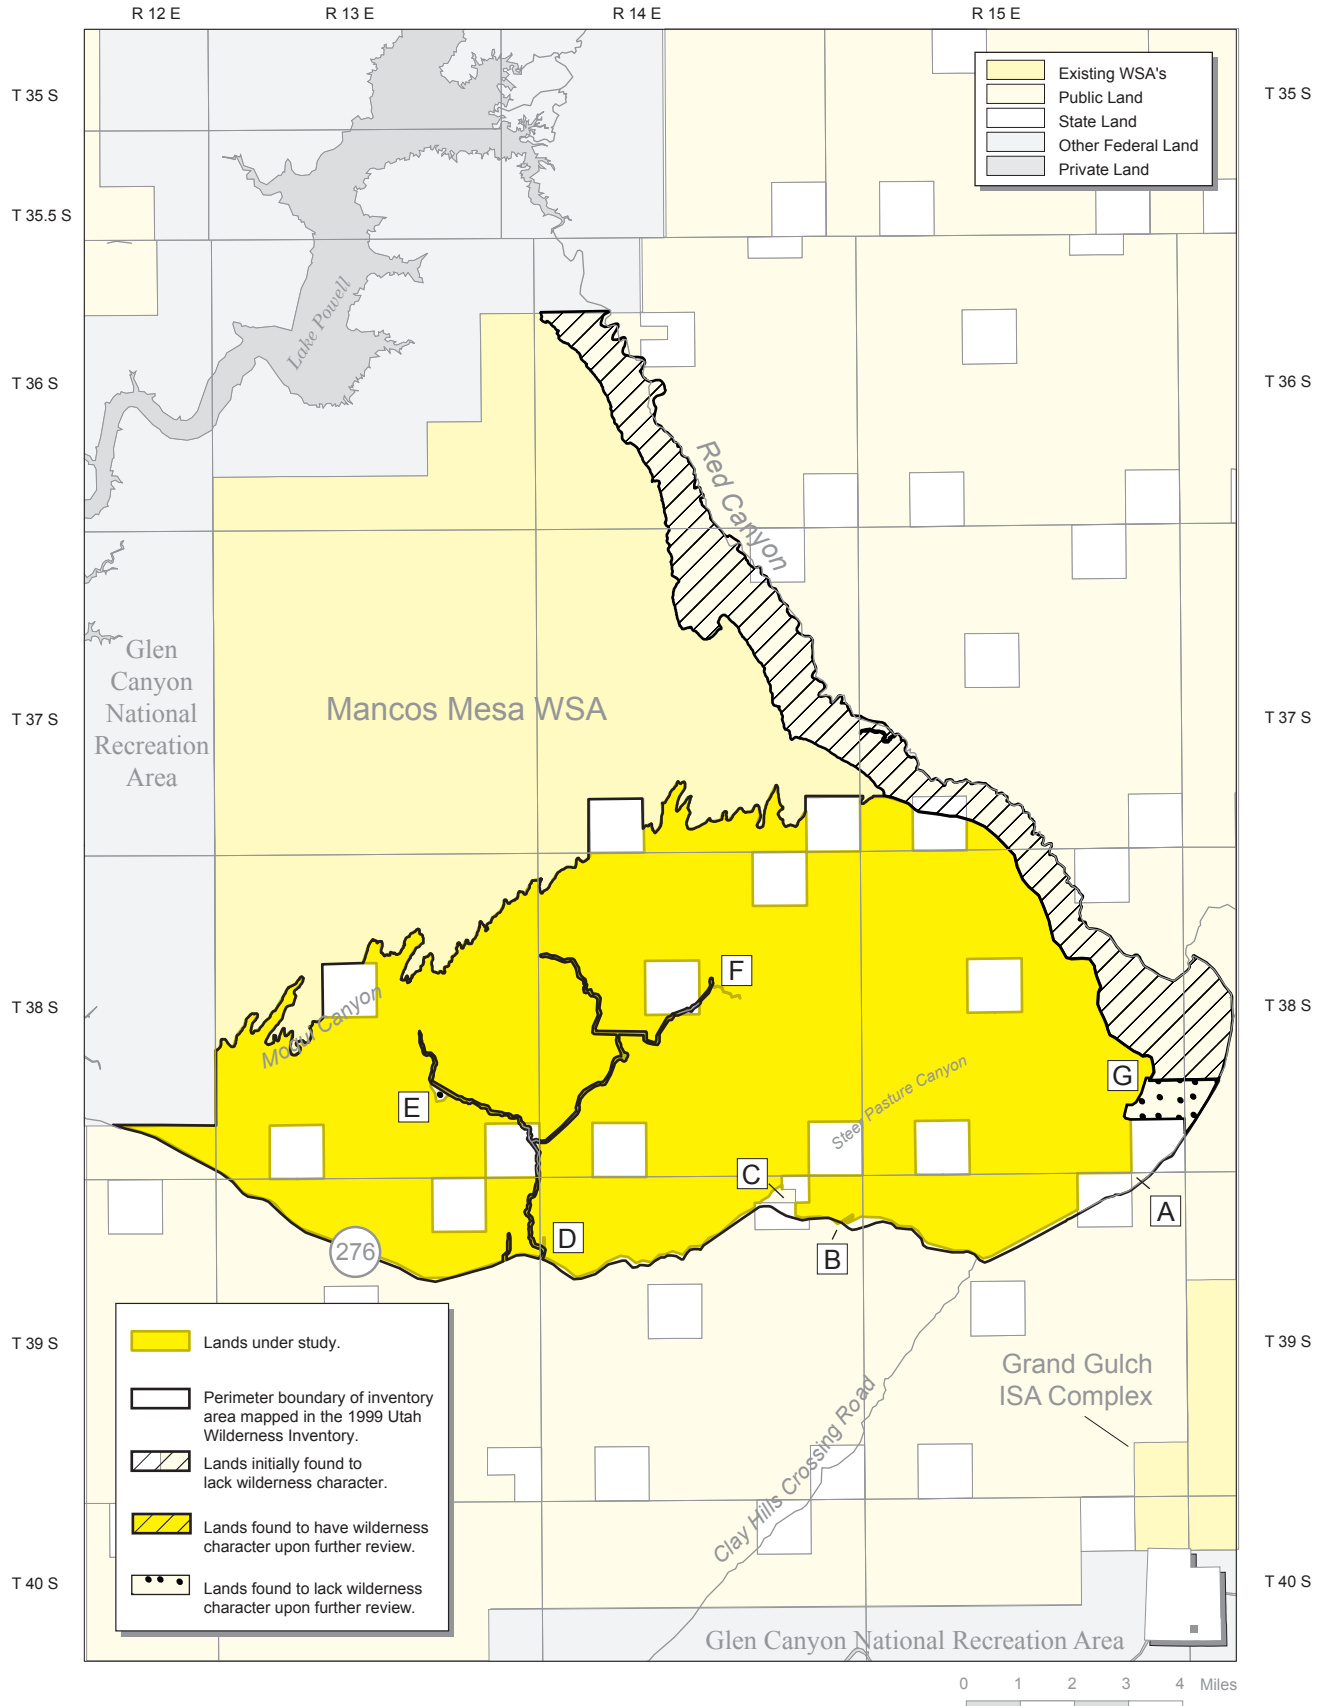 R 12 E
R 13 E
R 14 E
R 15 E
T 35 S
T 35 S
Existing WSA's
Public Land
State Land
Other Federal Land
Private Land
T 35.5 S
Lake Powell
T 36 S
T 36 S
Red Canyon
Glen
Canyon
National
Recreation
Area
Mancos Mesa WSA
T 37 S
T 37 S
F
T 38 S
T 38 S
Mogul Canyon
E
G
Steer Pasture Canyon
C
A
D
B
276
Lands under study.
Perimeter boundary of inventory
area mapped in the 1999 Utah
Wilderness Inventory.
Lands initially found to
lack wilderness character.
Lands found to have wilderness
character upon further review.
Lands found to lack wilderness
character upon further review.
T 39 S
T 39 S
Grand Gulch
ISA Complex
Clay Hills Crossing Road
T 40 S
T 40 S
Glen Canyon National Recreation Area
0 1 2 3 4 Miles